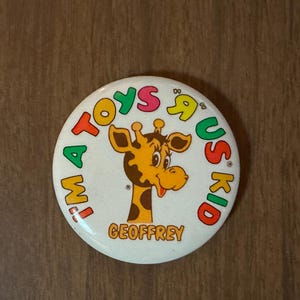 I'M A TOYS "R" US KID
GEOFFREY